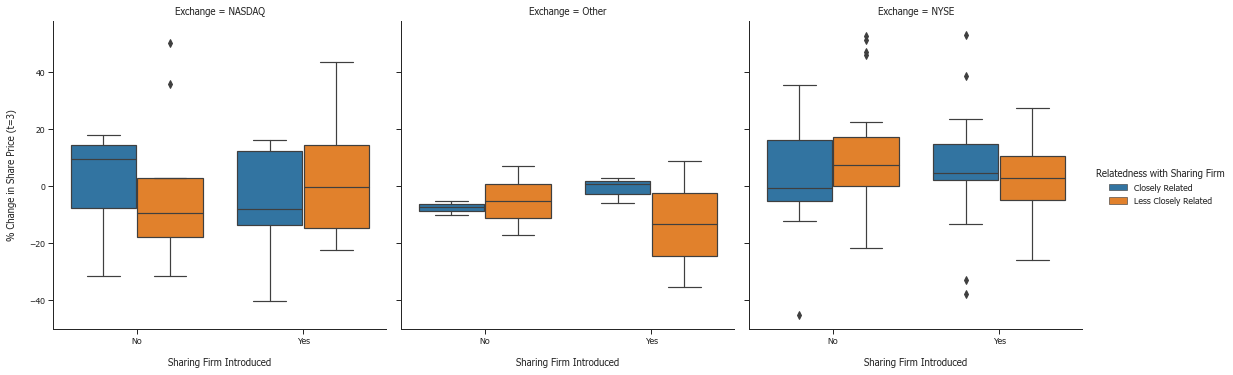 Exchange = NASDAQ
Exchange = Other
Exchange = NYSE
% Change in Share Price (t=3)
40
20
0
−20
−40
No
Yes
No
Yes
No
Yes
Sharing Firm Introduced
Sharing Firm Introduced
Sharing Firm Introduced
Relatedness with Sharing Firm
Closely Related
Less Closely Related